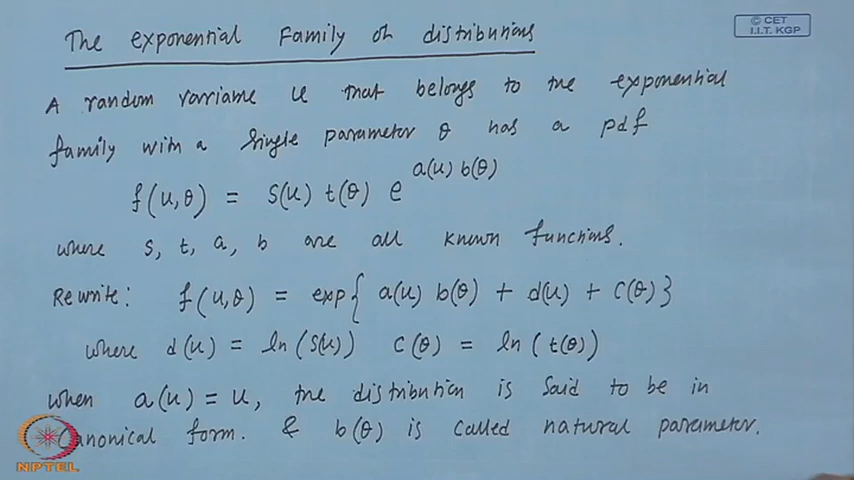 The exponential Family of distributions
© CET
I.I.T. KGP
A random variable u that belongs to the exponential
family with a single parameter θ has a pdf
f(u,θ) = s(u) t(θ) e^{a(u) b(θ)}
where s, t, a, b are all known functions.
Rewrite: f(u,θ) = exp{ a(u) b(θ) + d(u) + c(θ)}
where d(u) = ln(s(u)) c(θ) = ln(t(θ))
when a(u) = u, the distribution is said to be in
canonical form. & b(θ) is called natural parameter.
NPTEL